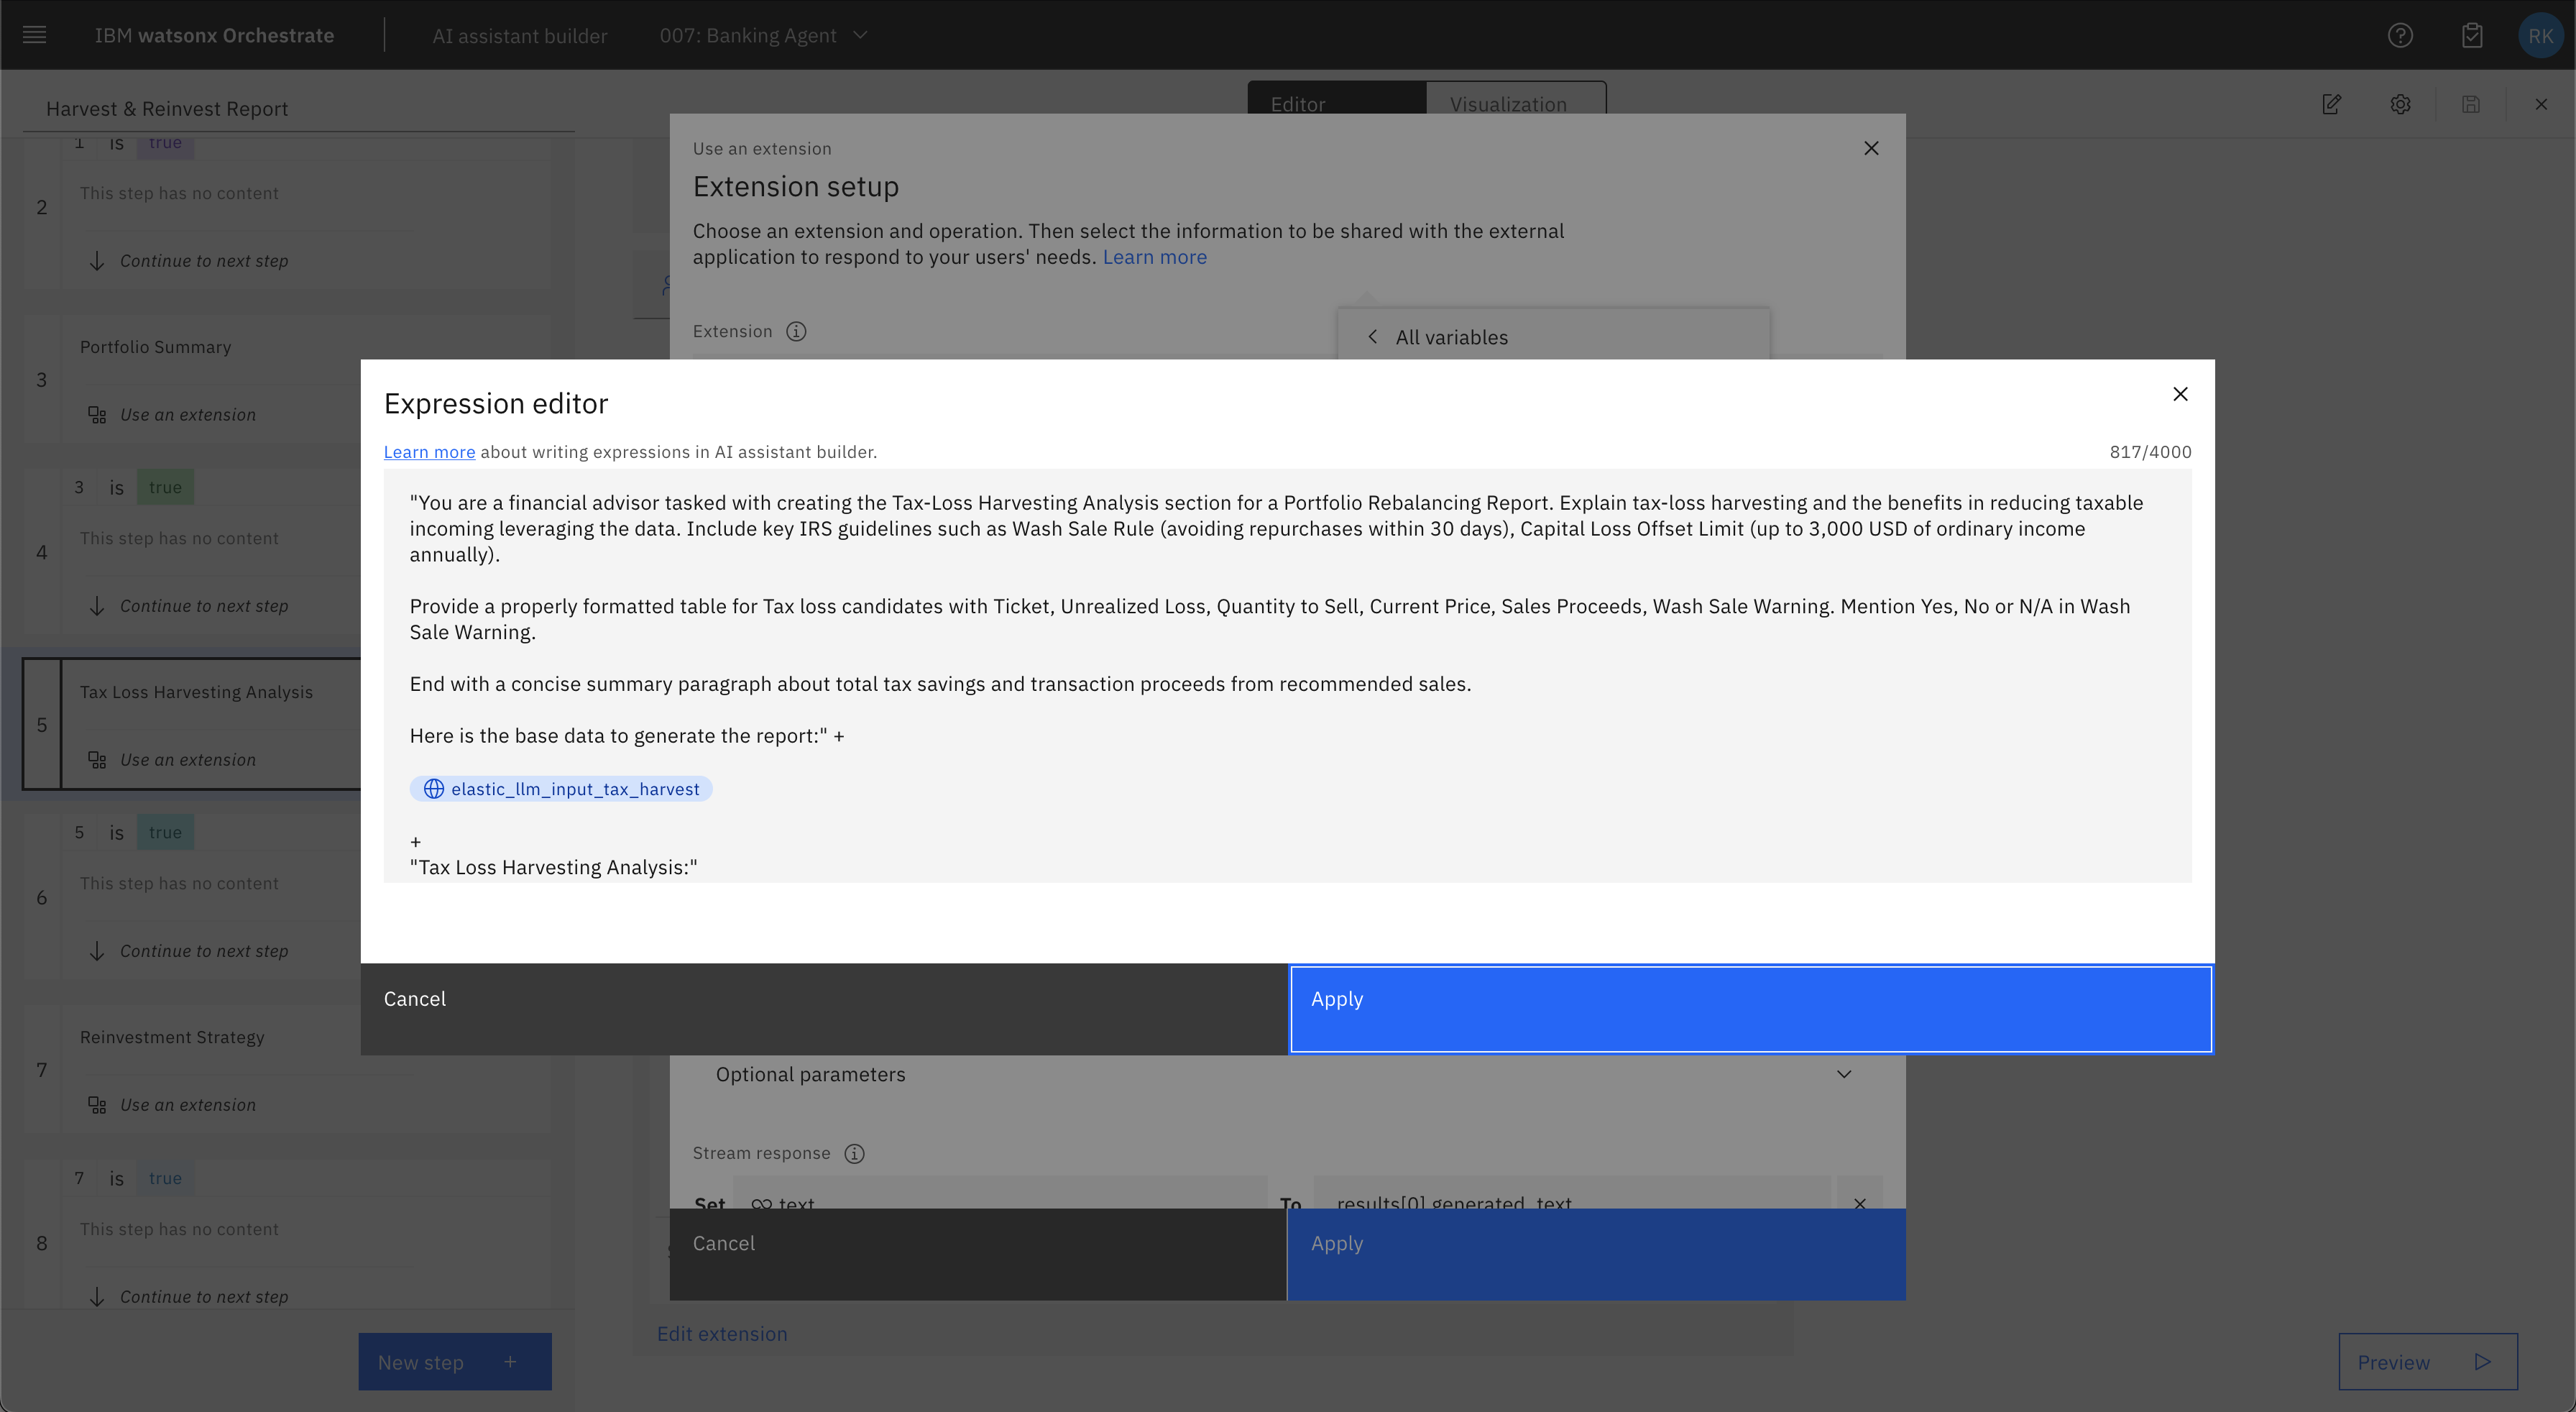 IBM watsonx Orchestrate
AI assistant builder
007: Banking Agent
RK
Harvest & Reinvest Report
Editor
Visualization
1 is true
2
This step has no content
Continue to next step
3
Portfolio Summary
Use an extension
3 is true
4
This step has no content
Continue to next step
5
Tax Loss Harvesting Analysis
Use an extension
5 is true
6
This step has no content
Continue to next step
7
Reinvestment Strategy
Use an extension
7 is true
8
This step has no content
Continue to next step
New step +
Use an extension
Extension setup
Choose an extension and operation. Then select the information to be shared with the external
application to respond to your users' needs. Learn more
Extension
All variables
Expression editor
Learn more about writing expressions in AI assistant builder.
817/4000
"You are a financial advisor tasked with creating the Tax-Loss Harvesting Analysis section for a Portfolio Rebalancing Report. Explain tax-loss harvesting and the benefits in reducing taxable
incoming leveraging the data. Include key IRS guidelines such as Wash Sale Rule (avoiding repurchases within 30 days), Capital Loss Offset Limit (up to 3,000 USD of ordinary income
annually).
Provide a properly formatted table for Tax loss candidates with Ticket, Unrealized Loss, Quantity to Sell, Current Price, Sales Proceeds, Wash Sale Warning. Mention Yes, No or N/A in Wash
Sale Warning.
End with a concise summary paragraph about total tax savings and transaction proceeds from recommended sales.
Here is the base data to generate the report:" +
elastic_llm_input_tax_harvest
+
"Tax Loss Harvesting Analysis:"
Cancel
Apply
Optional parameters
Stream response
Set text To results[0].generated_text
Cancel
Apply
Edit extension
Preview